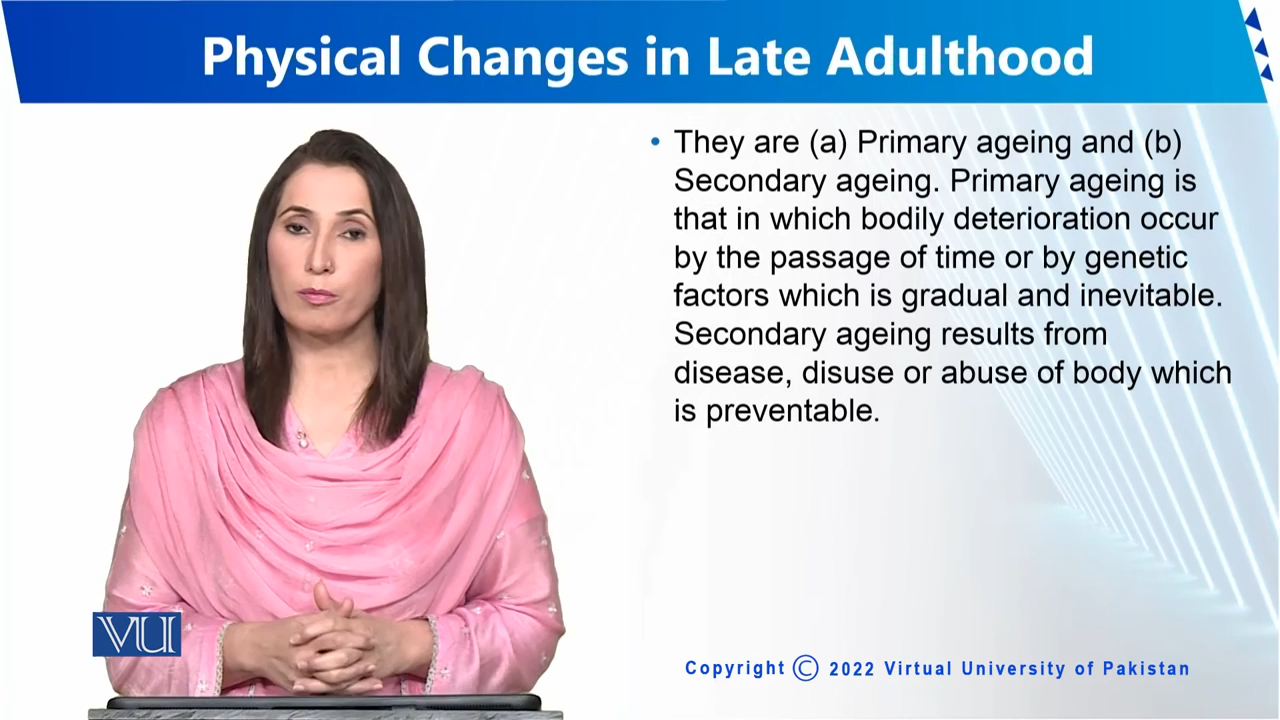 Physical Changes in Late Adulthood
• They are (a) Primary ageing and (b)
Secondary ageing. Primary ageing is
that in which bodily deterioration occur
by the passage of time or by genetic
factors which is gradual and inevitable.
Secondary ageing results from
disease, disuse or abuse of body which
is preventable.
VU
Copyright © 2022 Virtual University of Pakistan